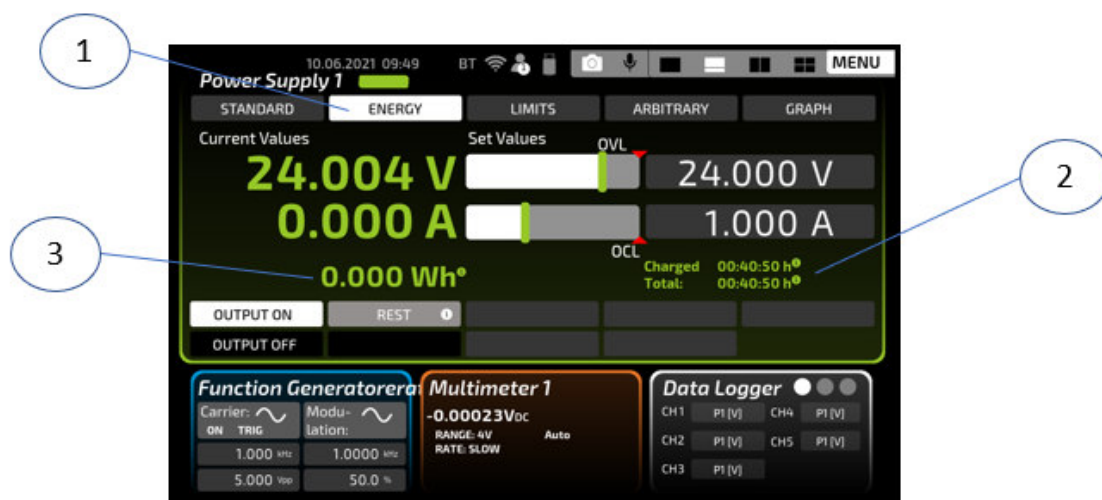 1
10.06.2021 09:49 BT MENU
Power Supply 1
STANDARD ENERGY LIMITS ARBITRARY GRAPH
Current Values Set Values OVL
24.004 V 24.000 V
2
0.000 A 1.000 A
3
OCL
0.000 Wh
Charged 00:40:50 h
Total: 00:40:50 h
OUTPUT ON REST
OUTPUT OFF
Function Generatorerat Multimeter 1 Data Logger
Carrier: Modu- -0.00023VDC CH1 P1 [V] CH4 P1 [V]
ON TRIG lation: RANGE: 4V Auto
1.000 kHz 1.0000 kHz RATE: SLOW CH2 P1 [V] CH5 P1 [V]
5.000 Vpp 50.0 % CH3 P1 [V]